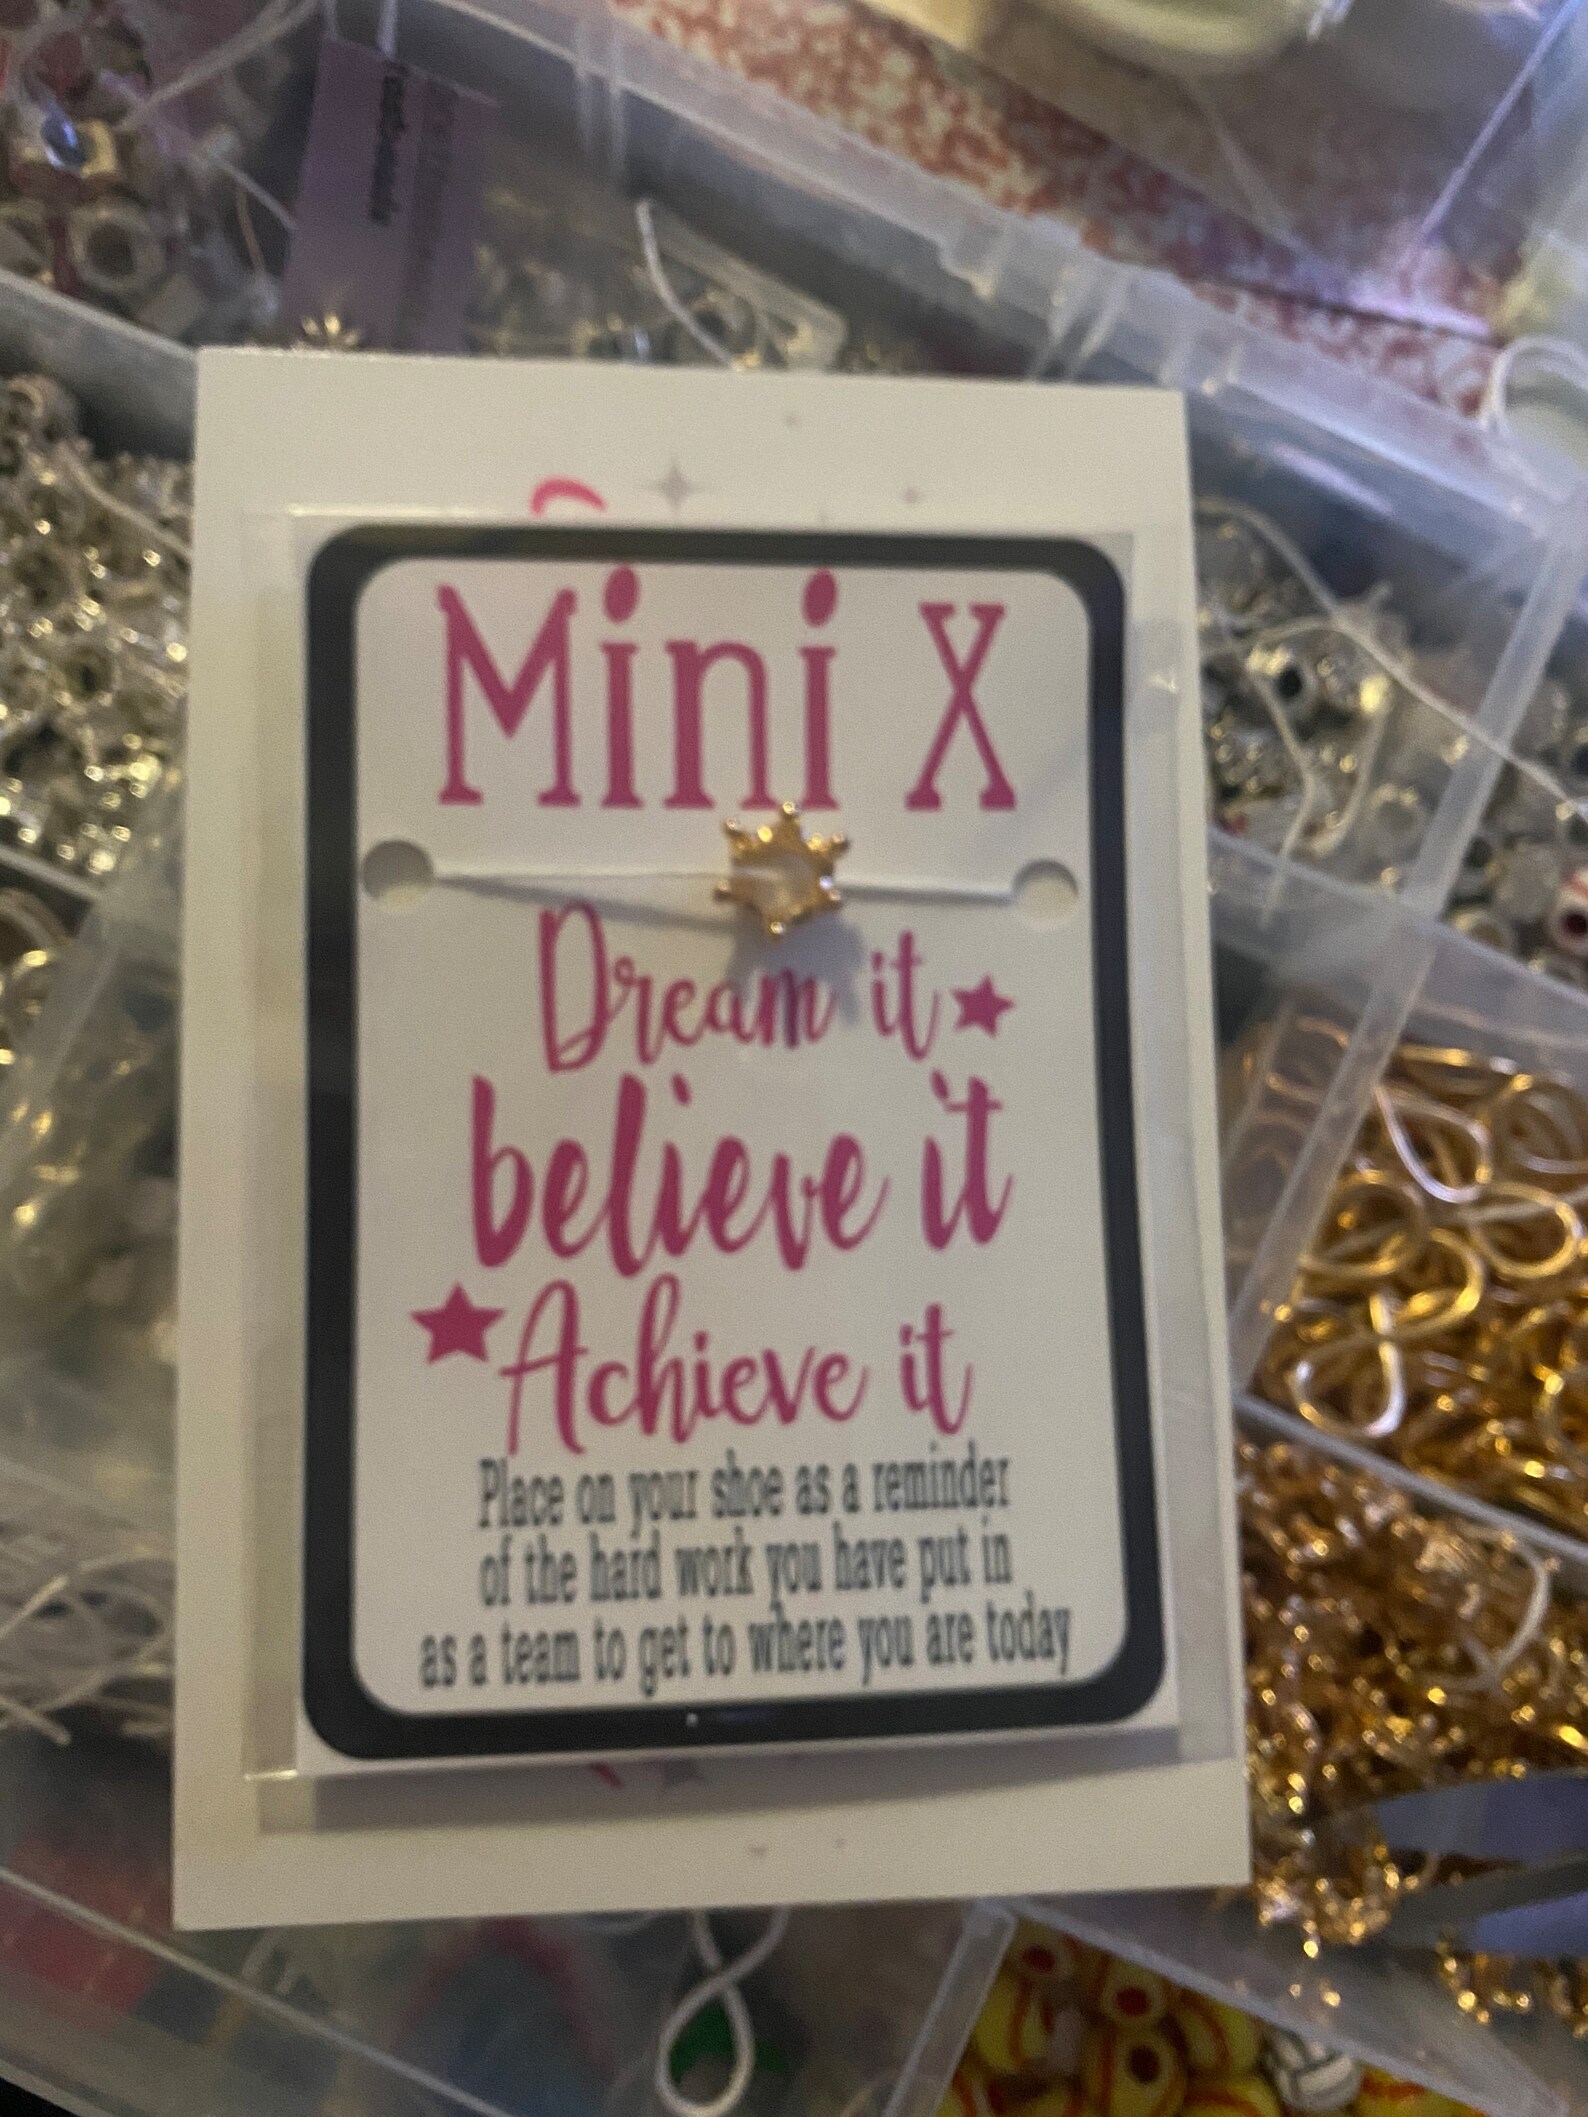 Mini X
Dream it
believe it
Achieve it
Place on your shoe as a reminder
of the hard work you have put in
as a team to get to where you are today